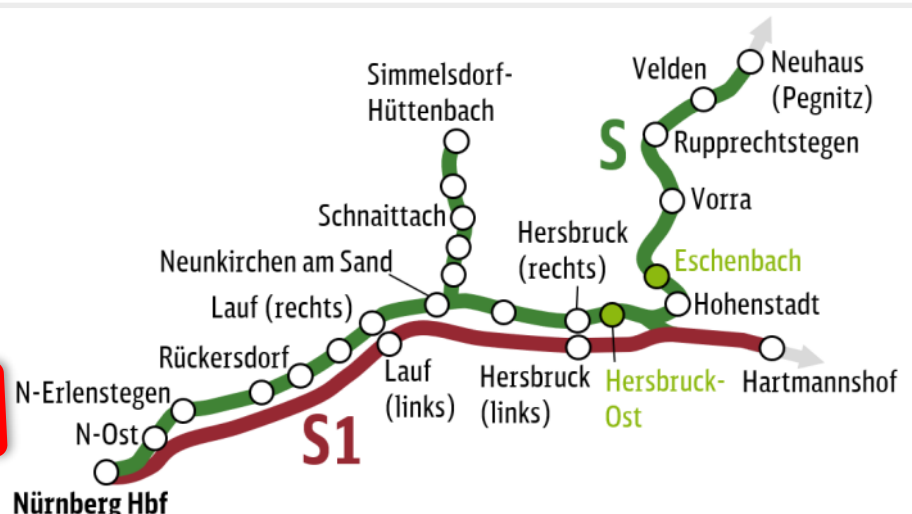 Simmelsdorf-
Hüttenbach
Velden
Neuhaus
(Pegnitz)
S
Rupprechtstegen
Vorra
Schnaittach
Hersbruck
(rechts)
Neunkirchen am Sand
Eschenbach
Lauf (rechts)
Hohenstadt
Rückersdorf
N-Erlenstegen
Lauf
(links)
Hersbruck
(links)
Hersbruck-
Ost
Hartmannshof
N-Ost
S1
Nürnberg Hbf